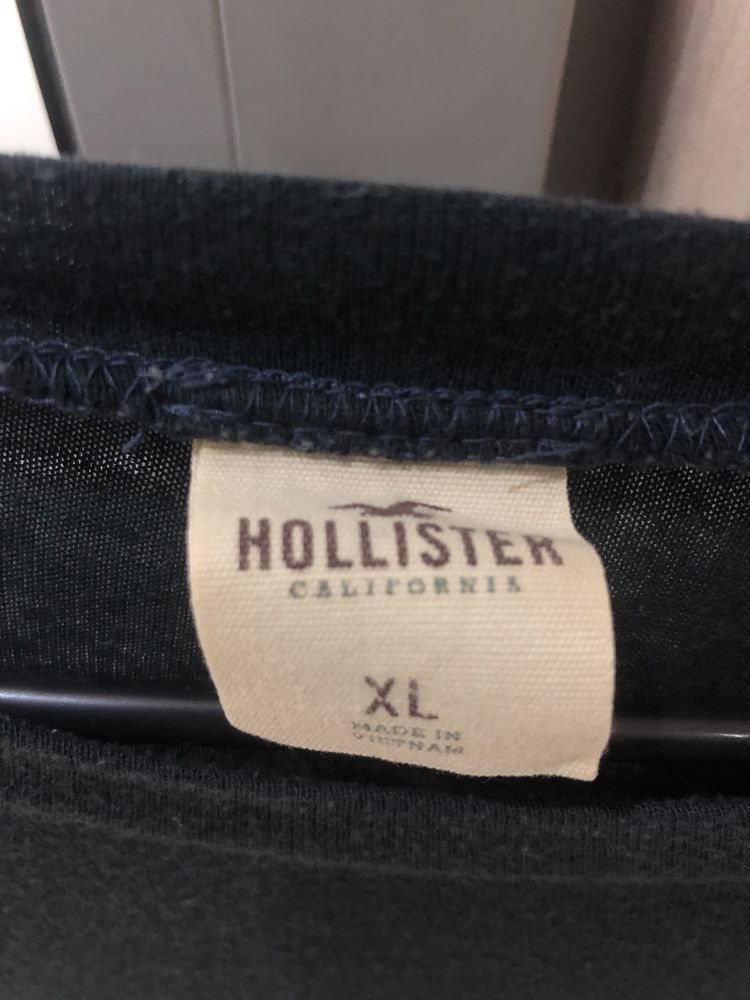 HOLLISTER
CALIFORNIA
XL
MADE IN
VIETNAM